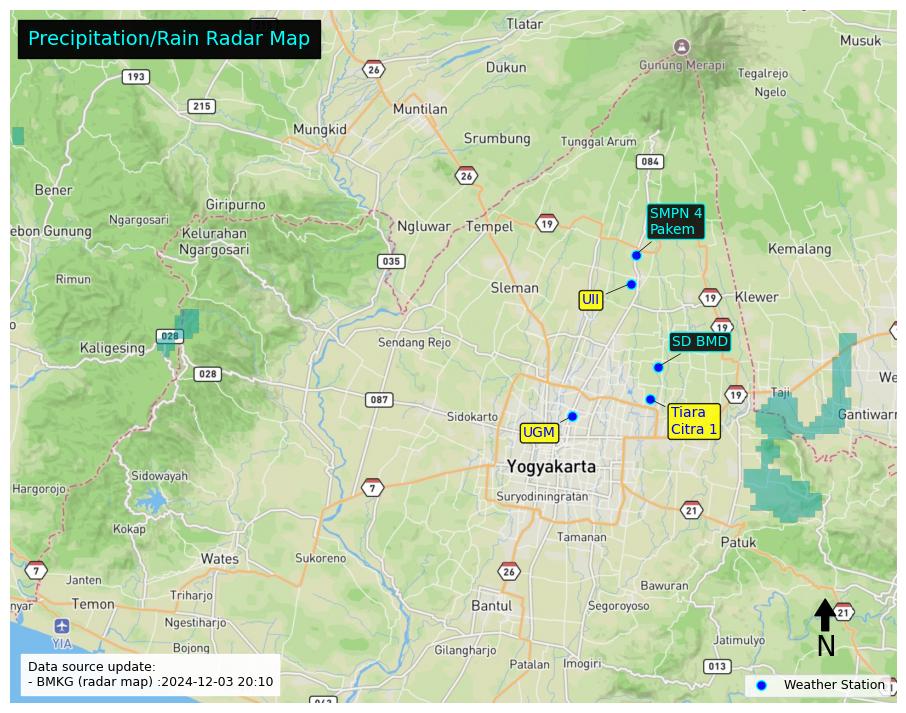 Precipitation/Rain Radar Map
Tlatar
Musuk
26
193
Dukun
Gunung Merapi
Tegalrejo
Ngelo
215
Muntilan
Mungkid
Srumbung
Tunggal Arum
084
26
Bener
Giripurno
Ngargosari
ebon Gunung
Kelurahan
Ngargosari
Ngluwar
Tempel
19
SMPN 4
Pakem
Kemalang
035
Rimun
Sleman
UII
19
Klewer
19
028
Kaligesing
Sendang Rejo
SD BMD
028
We
087
19
Taji
Sidokarto
UGM
Tiara
Citra 1
Gantiwarn
Yogyakarta
Sidowayah
Hargorojo
7
Suryodiningratan
21
Kokap
Tamanan
Patuk
Wates
Sukoreno
7
26
Janten
Triharjo
Bawuran
nyar
Temon
Bantul
Segoroyoso
21
Ngestiharjo
YIA
N
Bojong
Gilangharjo
Jatimulyo
Patalan
Imogiri
013
Data source update:
- BMKG (radar map) :2024-12-03 20:10
Weather Station